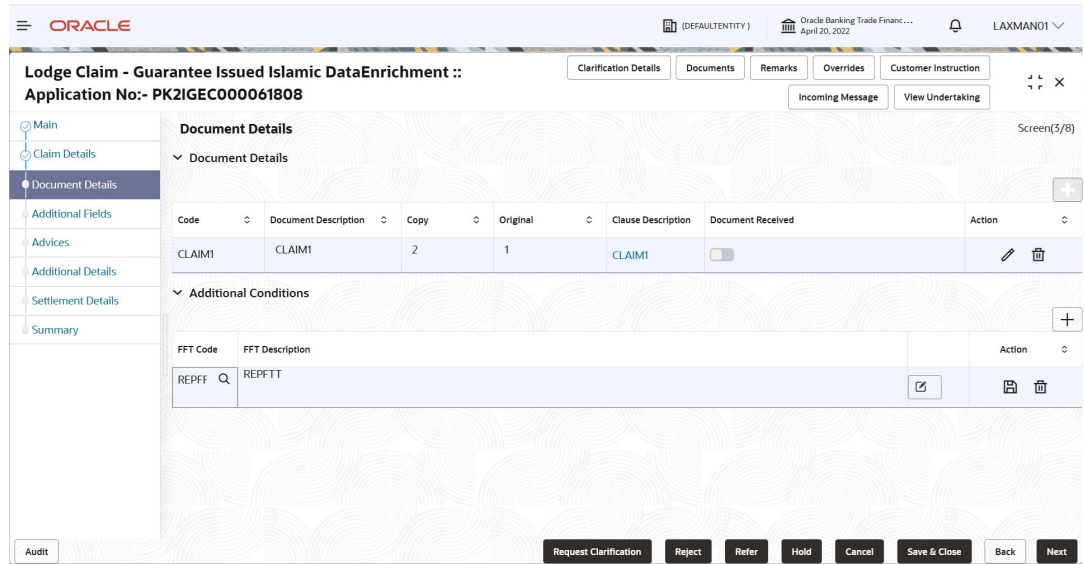 ORACLE
(DEFAULTENTITY )
Oracle Banking Trade Financ...
April 20, 2022
LAXMAN01
Lodge Claim - Guarantee Issued Islamic DataEnrichment ::
Application No:- PK2IGEC000061808
Clarification Details
Documents
Remarks
Overrides
Customer Instruction
Incoming Message
View Undertaking
Main
Claim Details
Document Details
Additional Fields
Advices
Additional Details
Settlement Details
Summary
Document Details
Screen(3/8)
Document Details
Code Document Description Copy Original Clause Description Document Received Action
CLAIM1 CLAIM1 2 1 CLAIM1
Additional Conditions
FFT Code FFT Description Action
REPFF REPFTT
Audit
Request Clarification
Reject
Refer
Hold
Cancel
Save & Close
Back
Next